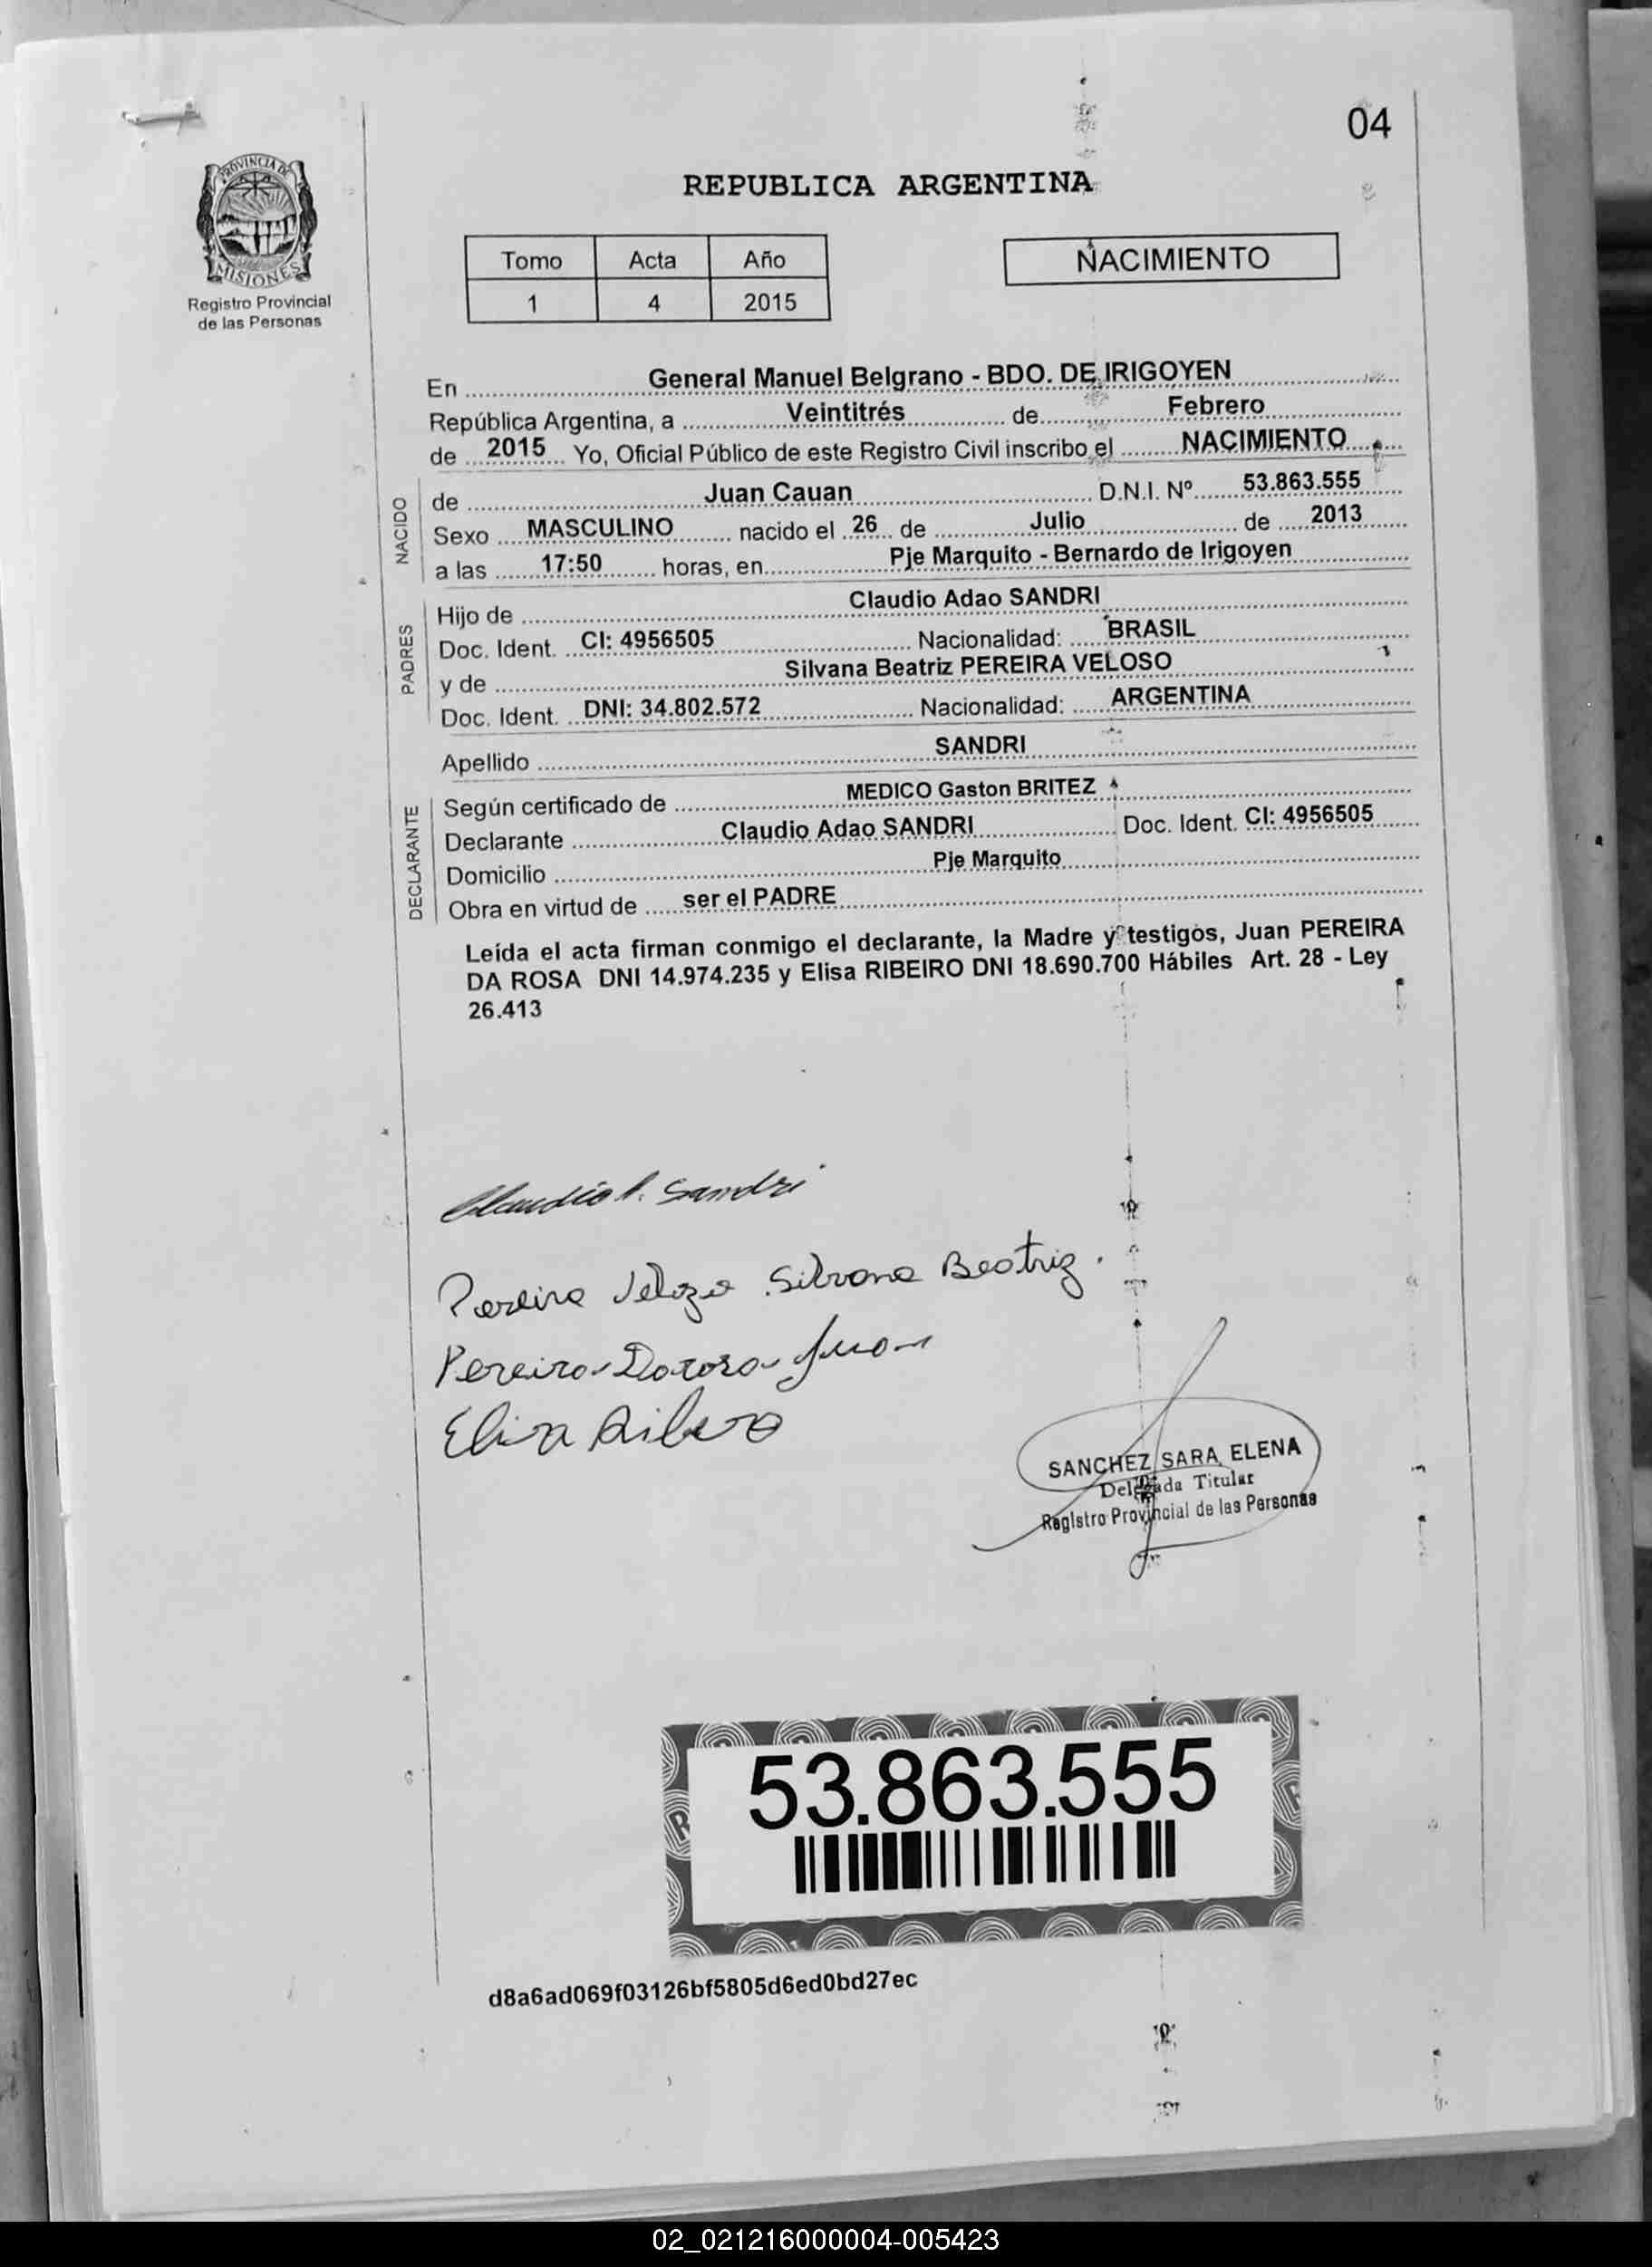 04
PROVINCIA DE
MISIONES
Registro Provincial
de las Personas
REPUBLICA ARGENTINA
Tomo Acta Año
1 4 2015
NACIMIENTO
En General Manuel Belgrano - BDO. DE IRIGOYEN
República Argentina, a Veintitrés de Febrero
de 2015 Yo, Oficial Público de este Registro Civil inscribo el NACIMIENTO
NACIDO
de Juan Cauan D.N.I. Nº 53.863.555
Sexo MASCULINO nacido el 26 de Julio de 2013
a las 17:50 horas, en Pje Marquito - Bernardo de Irigoyen
PADRES
Hijo de Claudio Adao SANDRI
Doc. Ident. CI: 4956505 Nacionalidad: BRASIL
y de Silvana Beatriz PEREIRA VELOSO
Doc. Ident. DNI: 34.802.572 Nacionalidad: ARGENTINA
Apellido SANDRI
DECLARANTE
Según certificado de MEDICO Gaston BRITEZ
Declarante Claudio Adao SANDRI Doc. Ident. CI: 4956505
Domicilio Pje Marquito
Obra en virtud de ser el PADRE
Leída el acta firman conmigo el declarante, la Madre y testigos, Juan PEREIRA
DA ROSA DNI 14.974.235 y Elisa RIBEIRO DNI 18.690.700 Hábiles Art. 28 - Ley
26.413
Claudio A. Sandri
Pereira Velozo Silvana Beatriz.
Pereira Darosa Juan
Elisa Ribero
SANCHEZ SARA ELENA
Delegada Titular
Registro Provincial de las Personas
53.863.555
d8a6ad069f03126bf5805d6ed0bd27ec
02_021216000004-005423